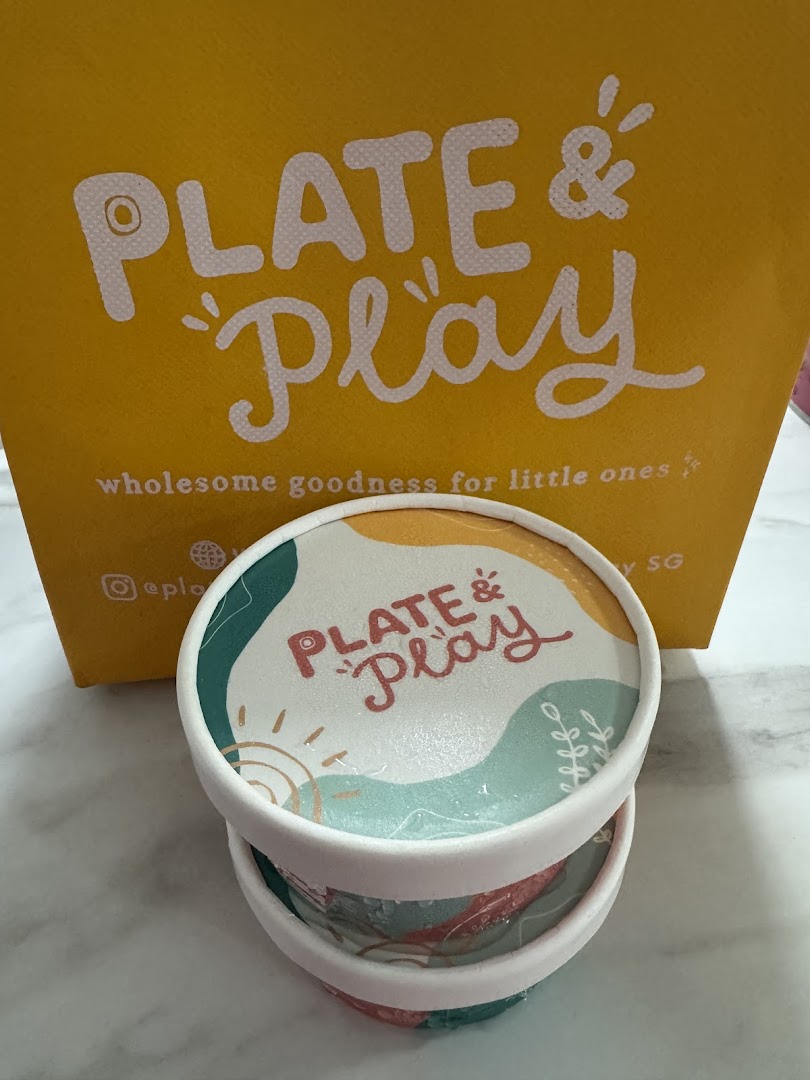 PLATE &
Play
wholesome goodness for little ones
SG
PLATE &
Play